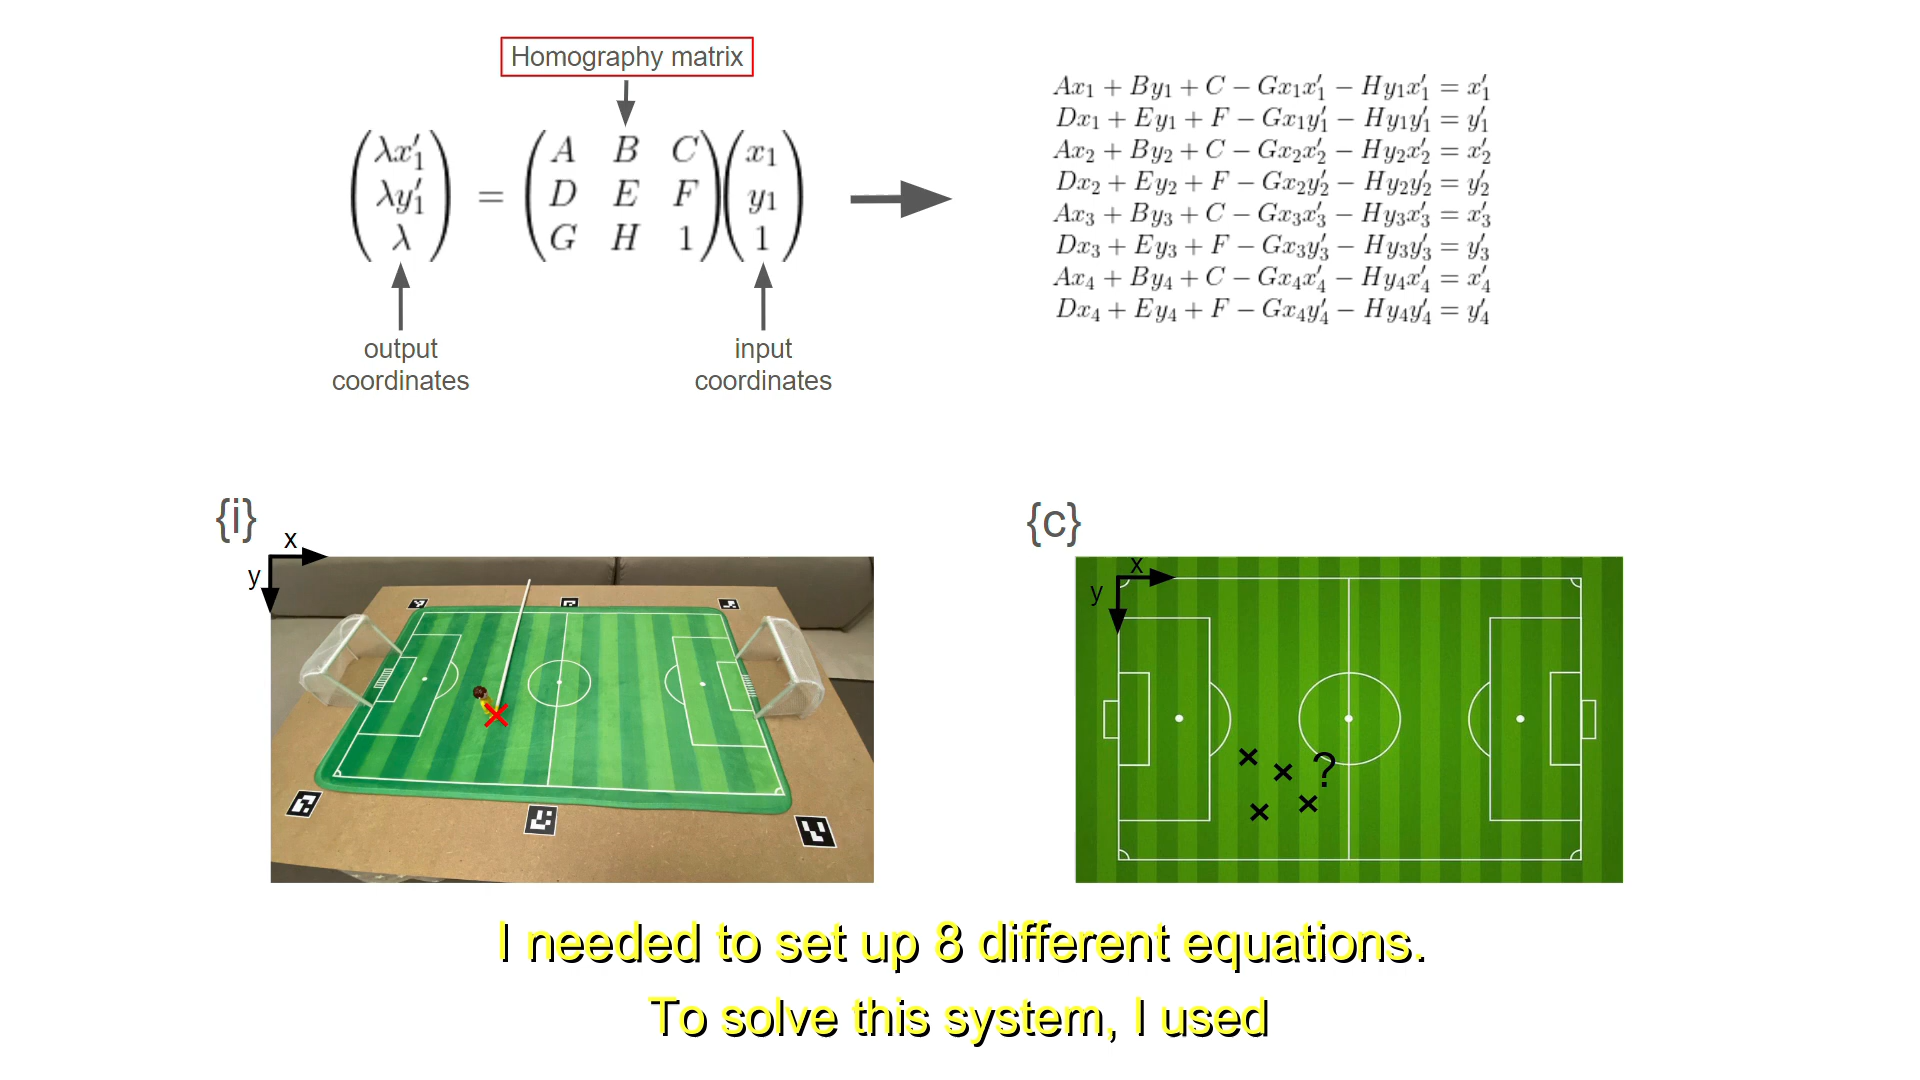 Homography matrix
(λx′₁ λy′₁ λ) = (A B C D E F G H 1)(x₁ y₁ 1)
output
coordinates
input
coordinates
Ax₁ + By₁ + C − Gx₁x′₁ − Hy₁x′₁ = x′₁
Dx₁ + Ey₁ + F − Gx₁y′₁ − Hy₁y′₁ = y′₁
Ax₂ + By₂ + C − Gx₂x′₂ − Hy₂x′₂ = x′₂
Dx₂ + Ey₂ + F − Gx₂y′₂ − Hy₂y′₂ = y′₂
Ax₃ + By₃ + C − Gx₃x′₃ − Hy₃x′₃ = x′₃
Dx₃ + Ey₃ + F − Gx₃y′₃ − Hy₃y′₃ = y′₃
Ax₄ + By₄ + C − Gx₄x′₄ − Hy₄x′₄ = x′₄
Dx₄ + Ey₄ + F − Gx₄y′₄ − Hy₄y′₄ = y′₄
{i}
x
y
{c}
x
y
?
I needed to set up 8 different equations.
To solve this system, I used